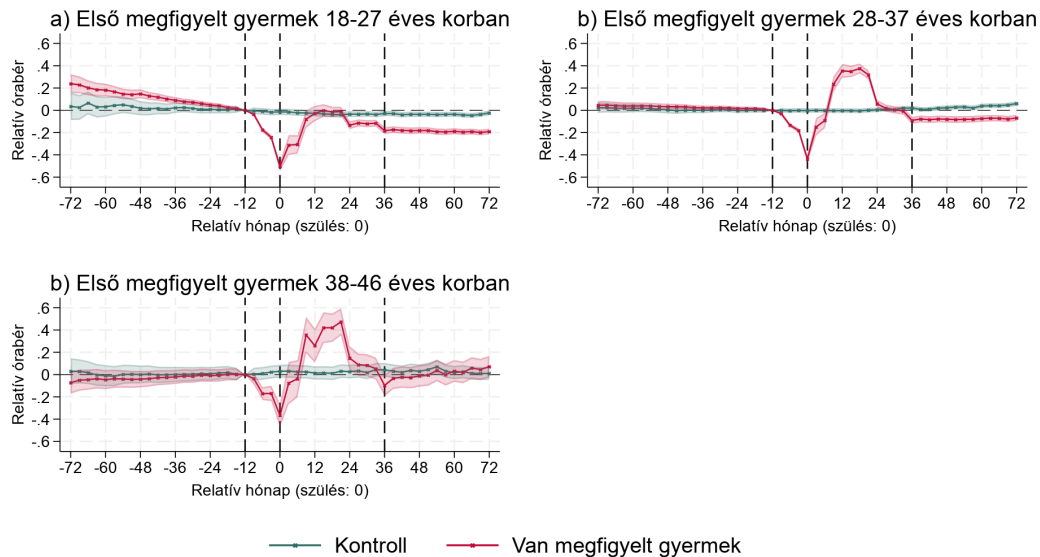 a) Első megfigyelt gyermek 18-27 éves korban
Relatív órabér
.6
.4
.2
0
-.2
-.4
-.6
-72 -60 -48 -36 -24 -12 0 12 24 36 48 60 72
Relatív hónap (szülés: 0)
b) Első megfigyelt gyermek 28-37 éves korban
Relatív órabér
.6
.4
.2
0
-.2
-.4
-.6
-72 -60 -48 -36 -24 -12 0 12 24 36 48 60 72
Relatív hónap (szülés: 0)
b) Első megfigyelt gyermek 38-46 éves korban
Relatív órabér
.6
.4
.2
0
-.2
-.4
-.6
-72 -60 -48 -36 -24 -12 0 12 24 36 48 60 72
Relatív hónap (szülés: 0)
Kontroll Van megfigyelt gyermek